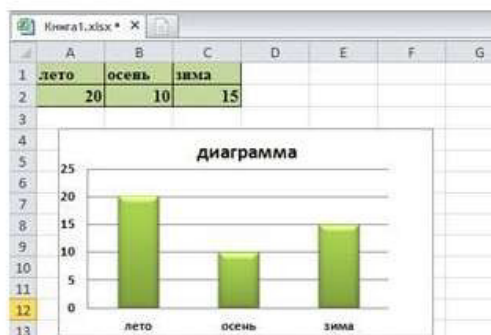 Книга1.xlsx *
A B C D E F G
1 лето осень зима
2 20 10 15
3
4
5
6
7
8
9
10
11
12
13
диаграмма
25
20
15
10
5
0
лето осень зима